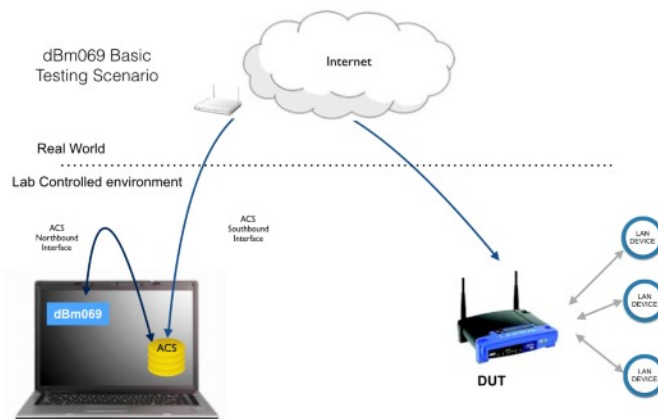 dBm069 Basic
Testing Scenario
Internet
Real World
Lab Controlled environment
ACS
Northbound
Interface
ACS
Southbound
Interface
LAN
DEVICE
dBm069
LAN
DEVICE
ACS
DUT
LAN
DEVICE